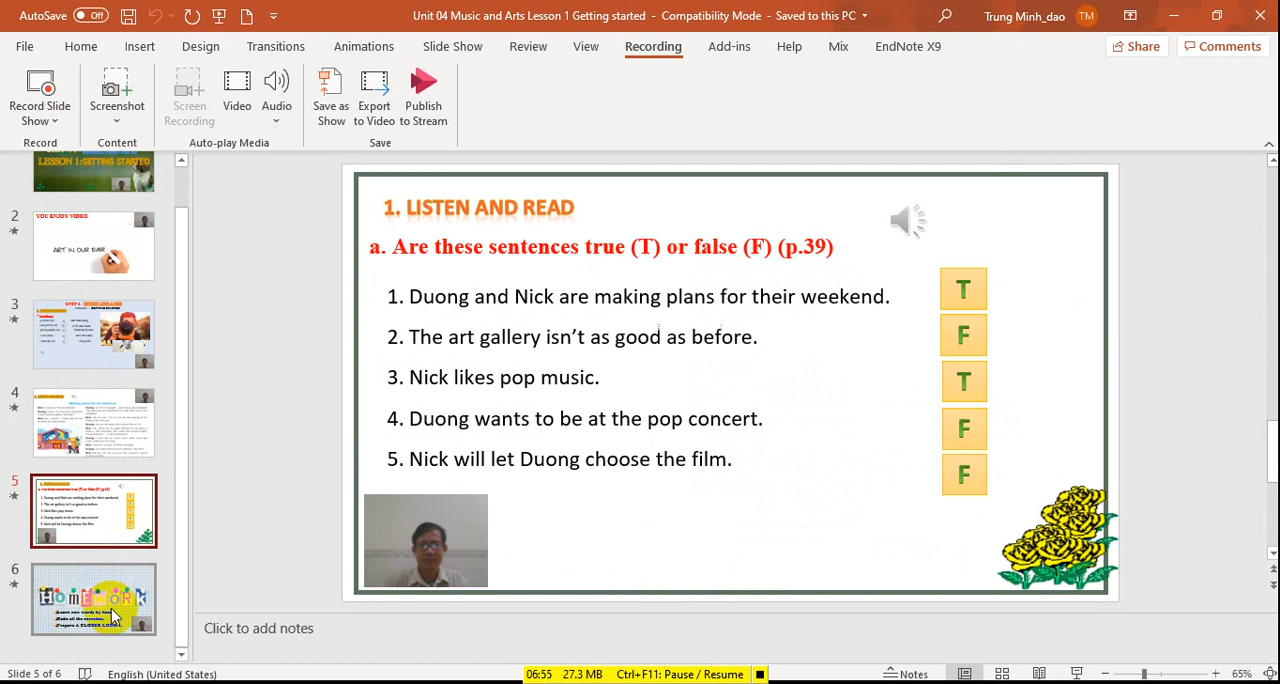 AutoSave Off Unit 04 Music and Arts Lesson 1 Getting started - Compatibility Mode - Saved to this PC Trung Minh_dao TM
File Home Insert Design Transitions Animations Slide Show Review View Recording Add-ins Help Mix EndNote X9 Share Comments
Record Slide Show Screenshot Screen Recording Video Audio Save as Show Export to Video Publish to Stream
Record Content Auto-play Media Save
LESSON 1:GETTING STARTED
2
YOU ENJOY VIDEO
ART IN OUR EVER
3
4
5
6
HOMEWORK
1. LISTEN AND READ
a. Are these sentences true (T) or false (F) (p.39)
1. Duong and Nick are making plans for their weekend. T
2. The art gallery isn't as good as before. F
3. Nick likes pop music. T
4. Duong wants to be at the pop concert. F
5. Nick will let Duong choose the film. F
Click to add notes
Slide 5 of 6 English (United States) 06:55 27.3 MB Ctrl+F11: Pause / Resume Notes 65%